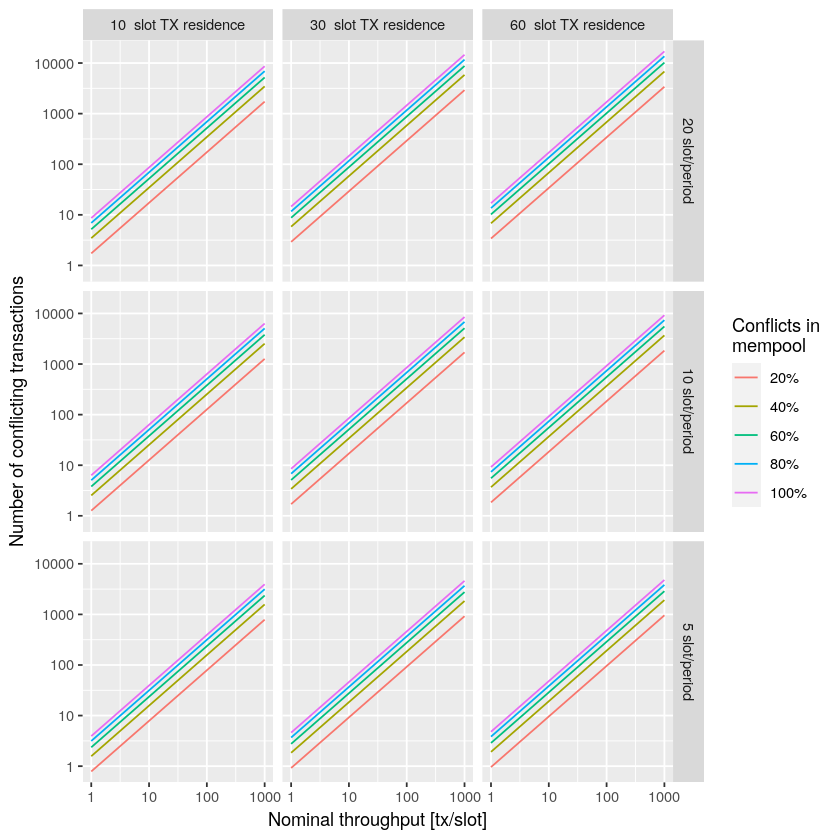 10 slot TX residence
30 slot TX residence
60 slot TX residence
10000
1000
100
10
1
20 slot/period
10000
1000
100
10
1
10 slot/period
10000
1000
100
10
1
5 slot/period
1 10 100 1000
1 10 100 1000
1 10 100 1000
Nominal throughput [tx/slot]
Number of conflicting transactions
Conflicts in
mempool
20%
40%
60%
80%
100%